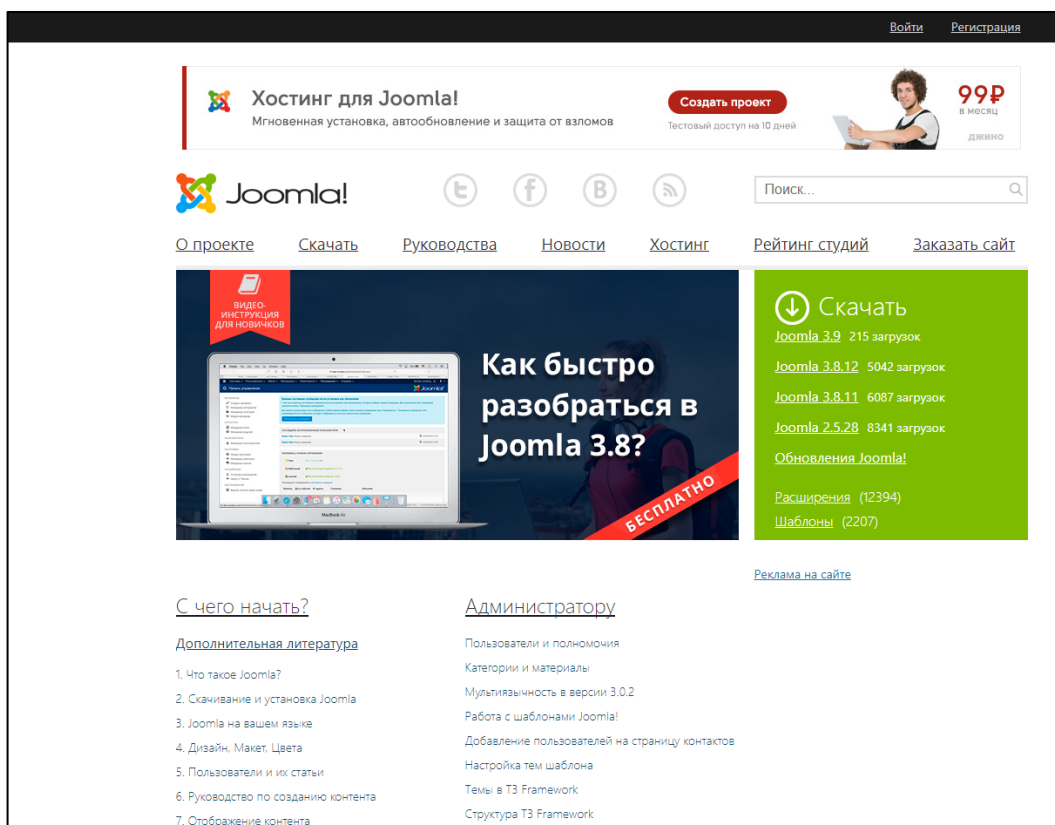 Войти Регистрация
Хостинг для Joomla!
Мгновенная установка, автообновление и защита от взломов
Создать проект
Тестовый доступ на 10 дней
99₽
в месяц
джино
Joomla!
Поиск...
О проекте Скачать Руководства Новости Хостинг Рейтинг студий Заказать сайт
ВИДЕО-
ИНСТРУКЦИЯ
ДЛЯ НОВИЧКОВ
Как быстро
разобраться в
Joomla 3.8?
БЕСПЛАТНО
MacBook Air
Скачать
Joomla 3.9 215 загрузок
Joomla 3.8.12 5042 загрузок
Joomla 3.8.11 6087 загрузок
Joomla 2.5.28 8341 загрузок
Обновления Joomla!
Расширения (12394)
Шаблоны (2207)
Реклама на сайте
С чего начать?
Дополнительная литература
1. Что такое Joomla?
2. Скачивание и установка Joomla
3. Joomla на вашем языке
4. Дизайн, Макет, Цвета
5. Пользователи и их статьи
6. Руководство по созданию контента
7. Отображение контента
Администратору
Пользователи и полномочия
Категории и материалы
Мультиязычность в версии 3.0.2
Работа с шаблонами Joomla!
Добавление пользователей на страницу контактов
Настройка тем шаблона
Темы в T3 Framework
Структура T3 Framework